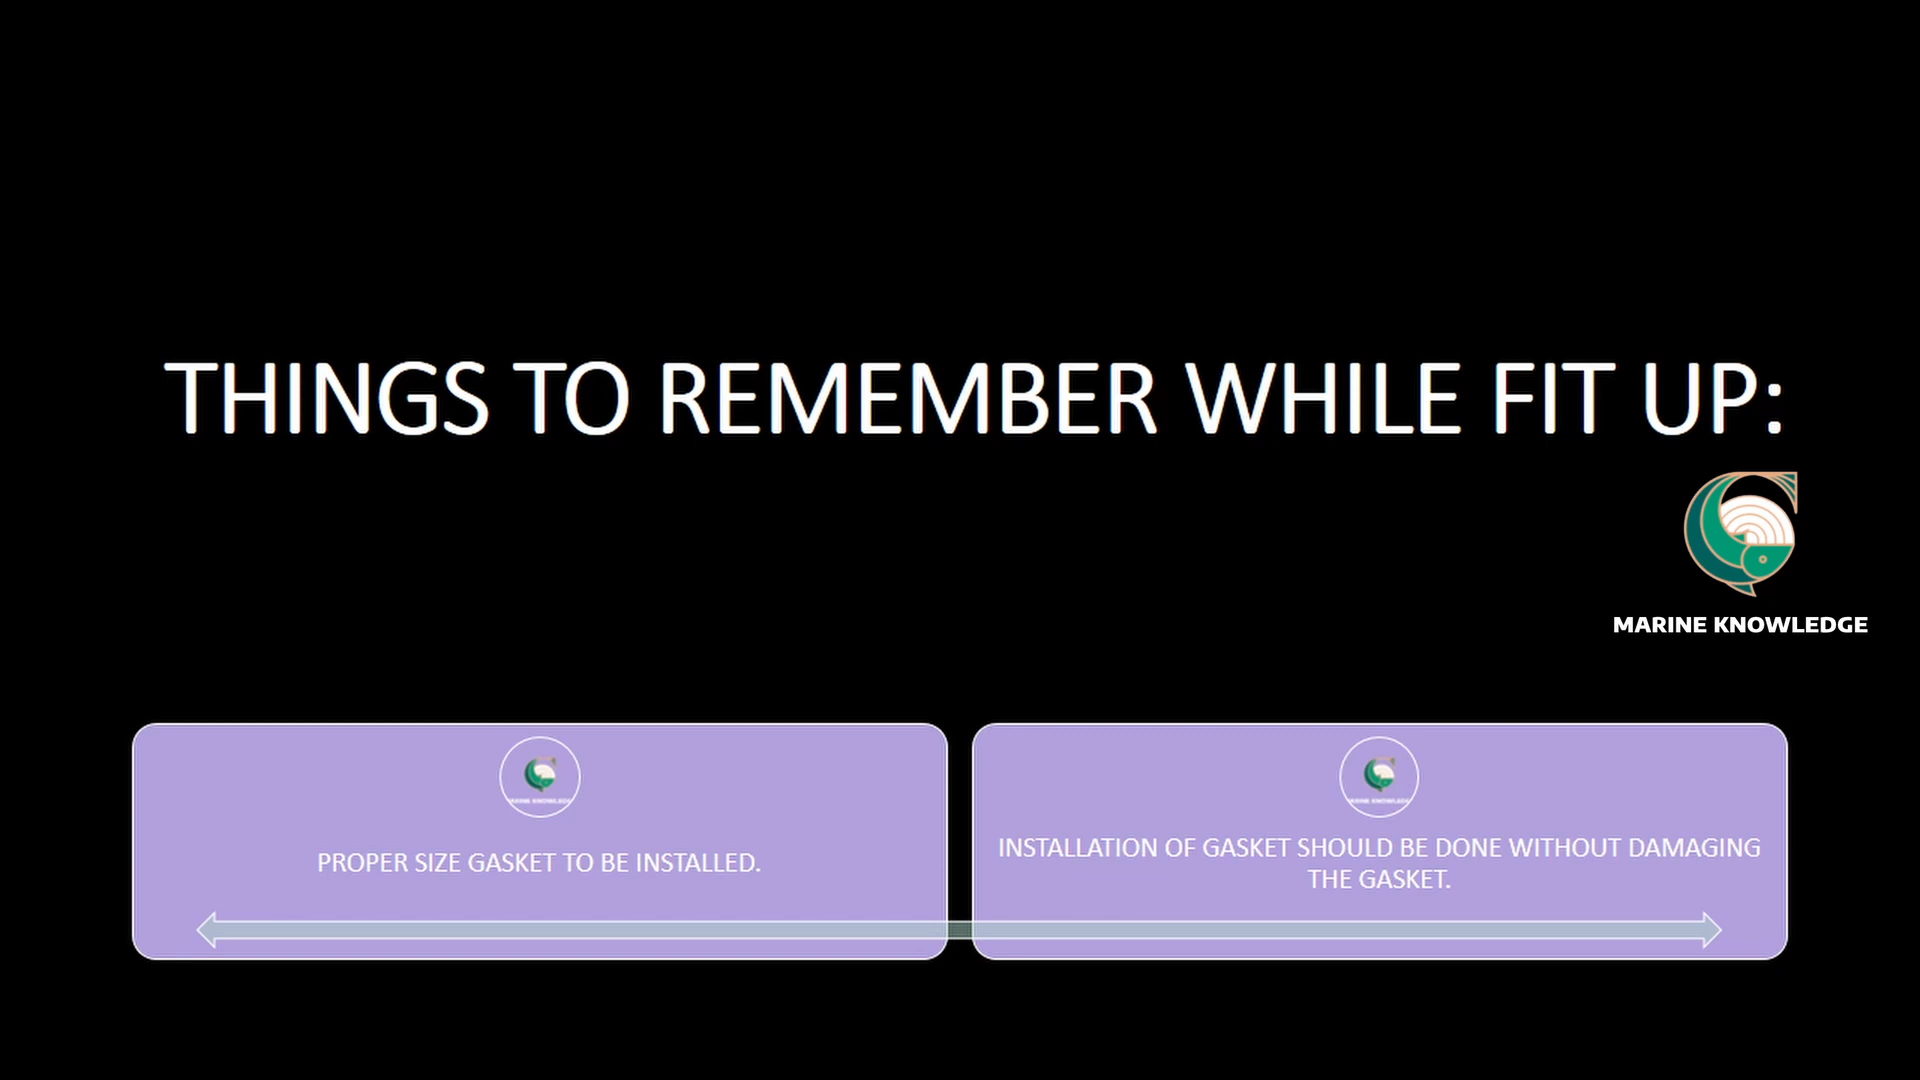 THINGS TO REMEMBER WHILE FIT UP:
MARINE KNOWLEDGE
PROPER SIZE GASKET TO BE INSTALLED.
INSTALLATION OF GASKET SHOULD BE DONE WITHOUT DAMAGING
THE GASKET.